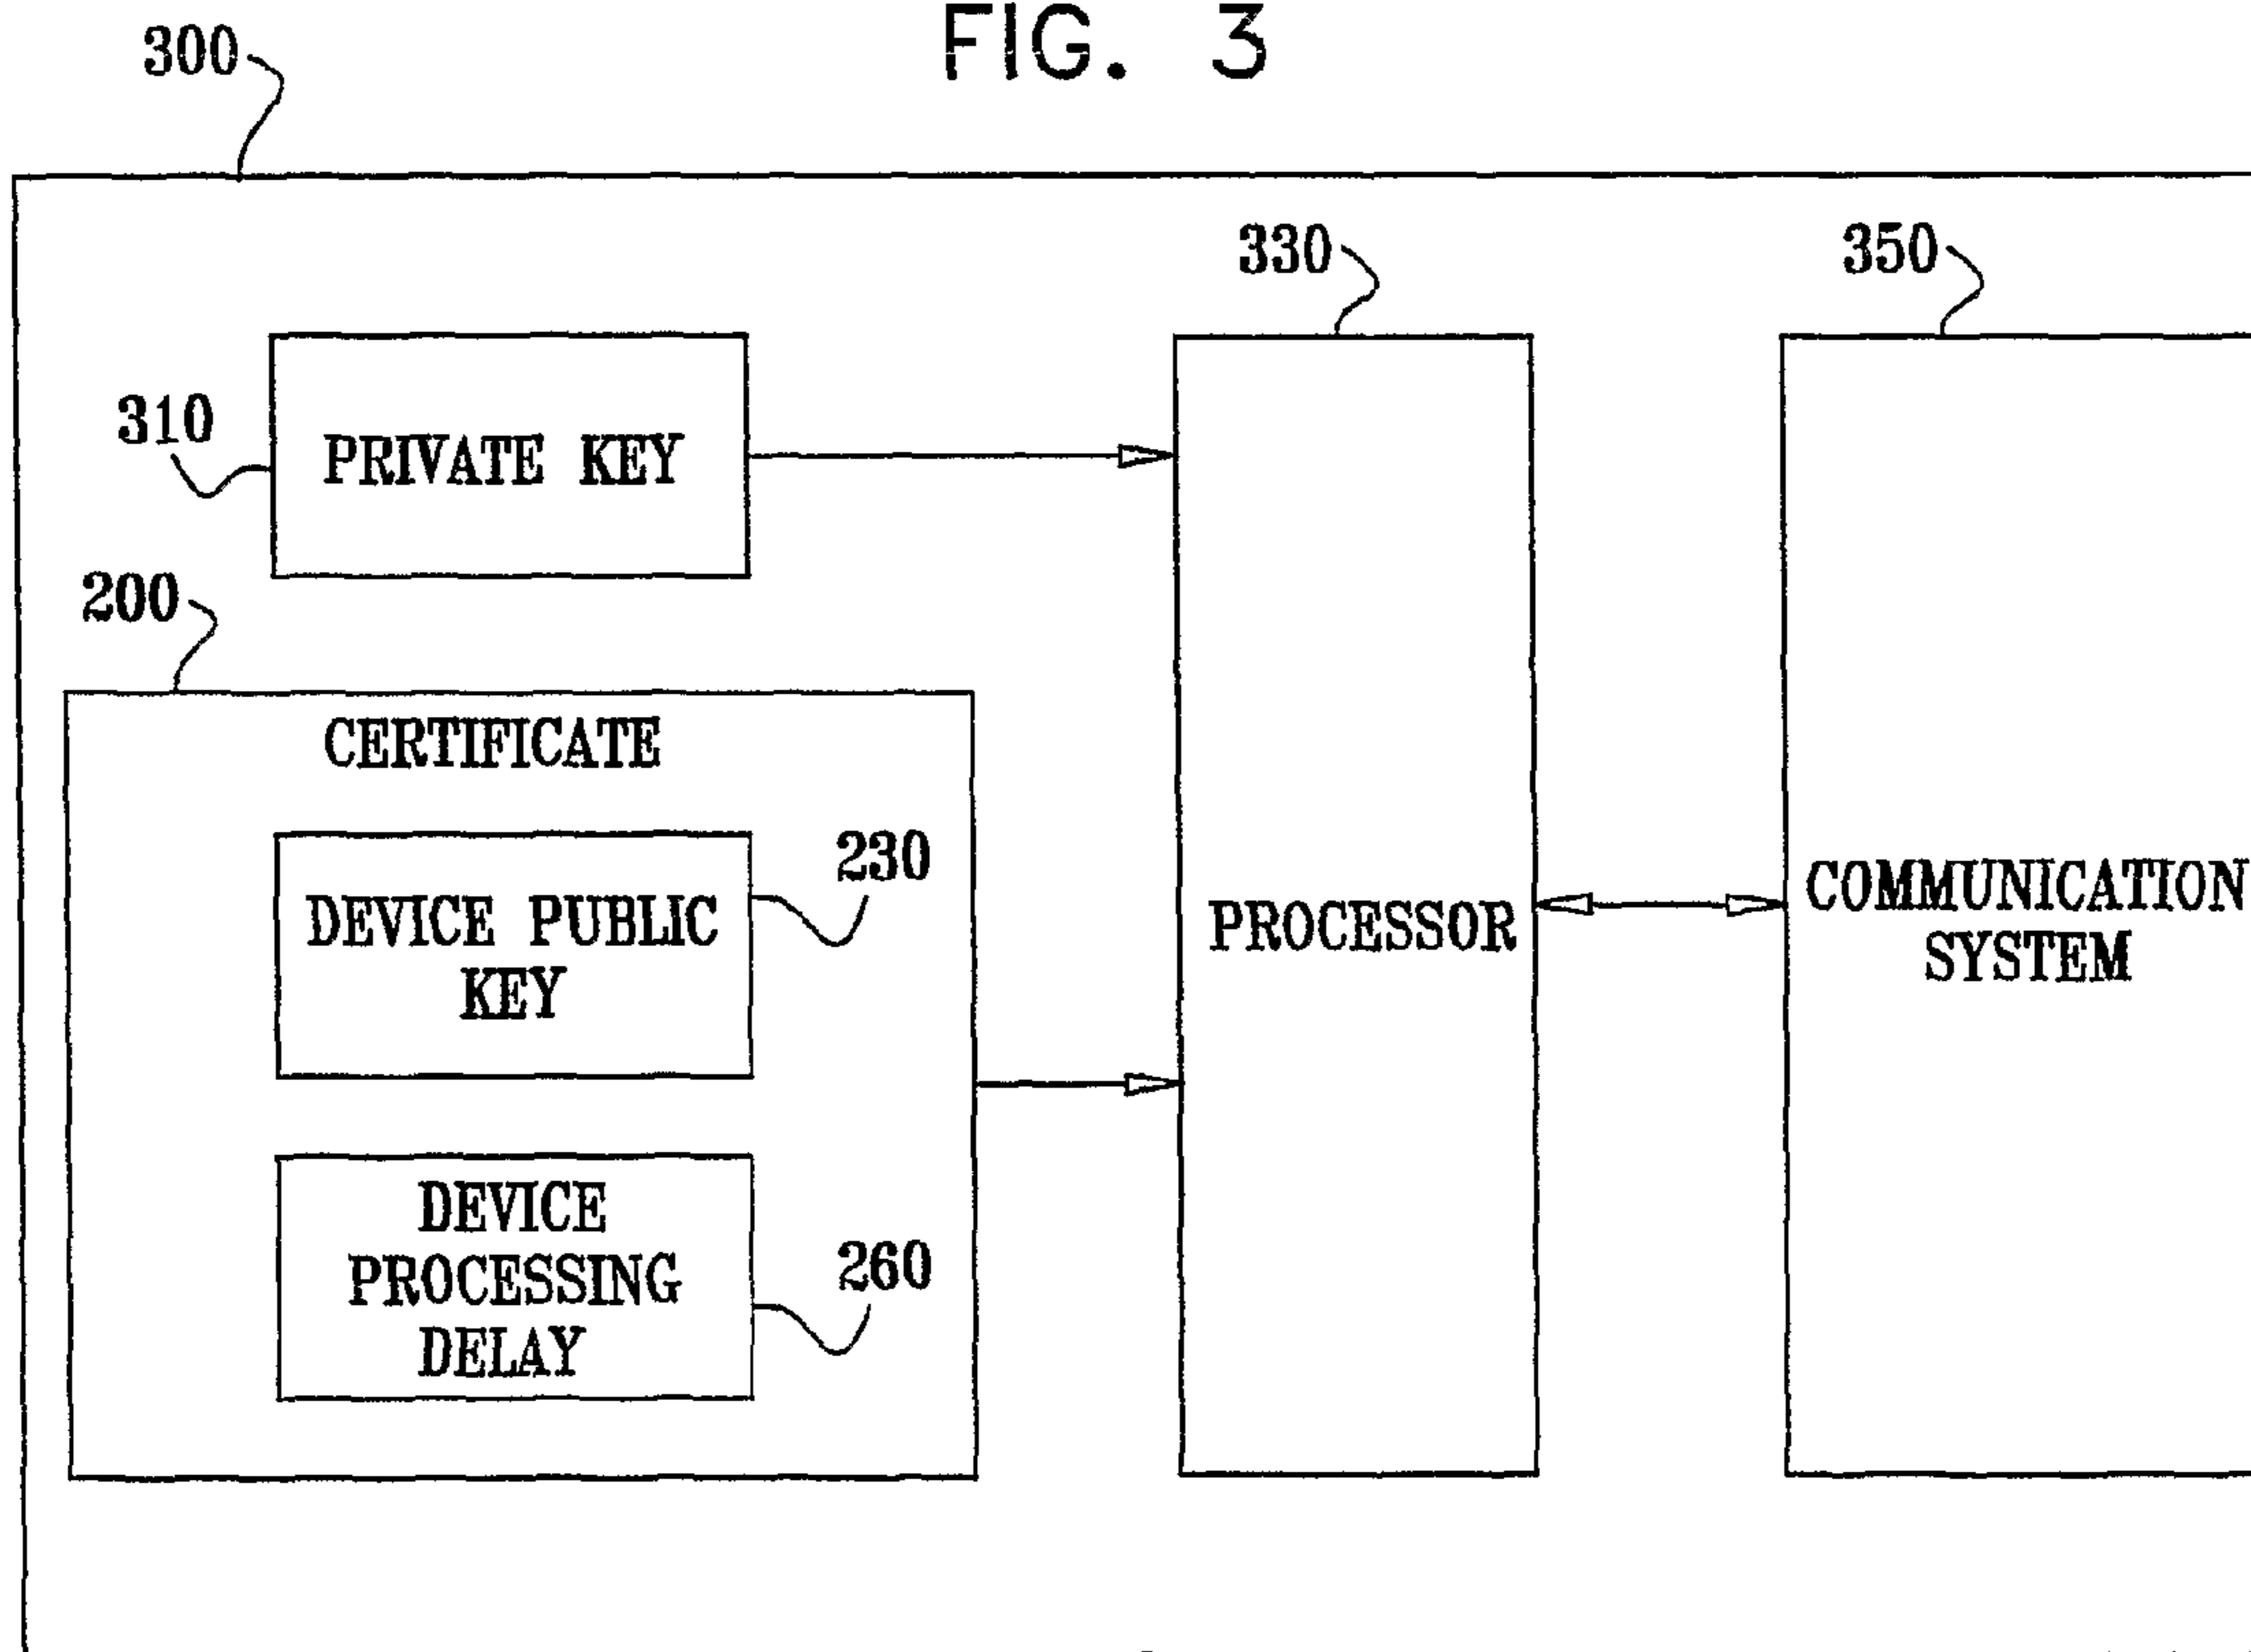 FIG. 3
300
330
350
310
PRIVATE KEY
200
CERTIFICATE
230
DEVICE PUBLIC
KEY
PROCESSOR
COMMUNICATION
SYSTEM
DEVICE
PROCESSING
DELAY
260